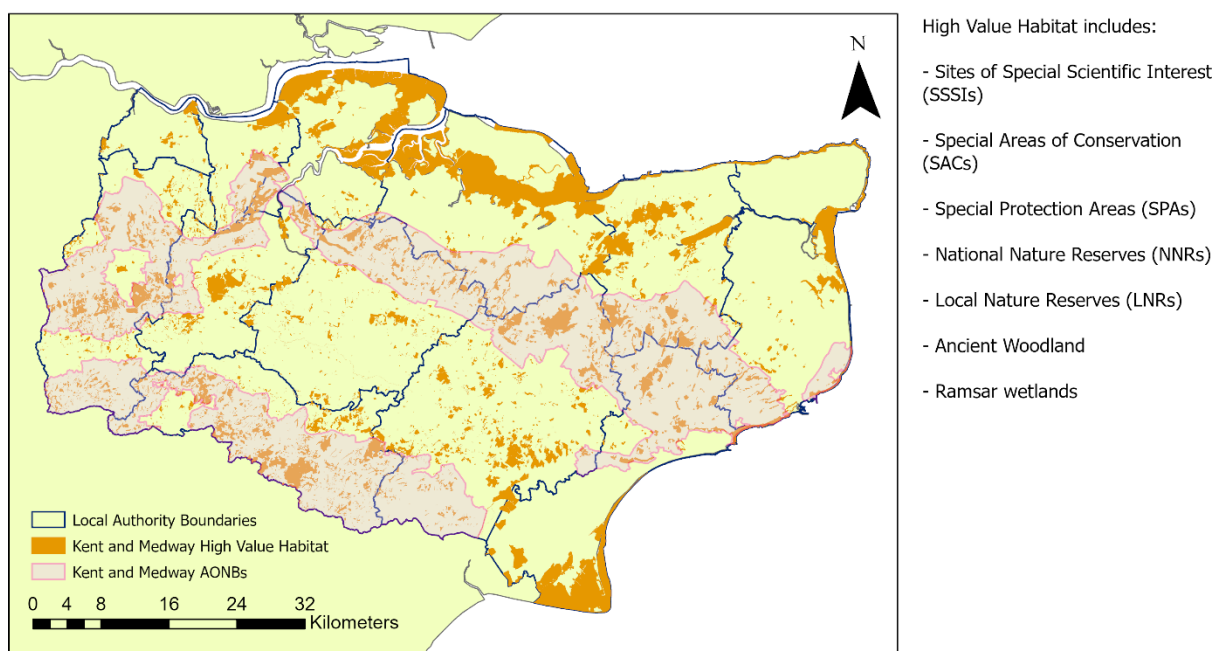 N
Local Authority Boundaries
Kent and Medway High Value Habitat
Kent and Medway AONBs
0 4 8 16 24 32
Kilometers
High Value Habitat includes:
- Sites of Special Scientific Interest
(SSSIs)
- Special Areas of Conservation
(SACs)
- Special Protection Areas (SPAs)
- National Nature Reserves (NNRs)
- Local Nature Reserves (LNRs)
- Ancient Woodland
- Ramsar wetlands